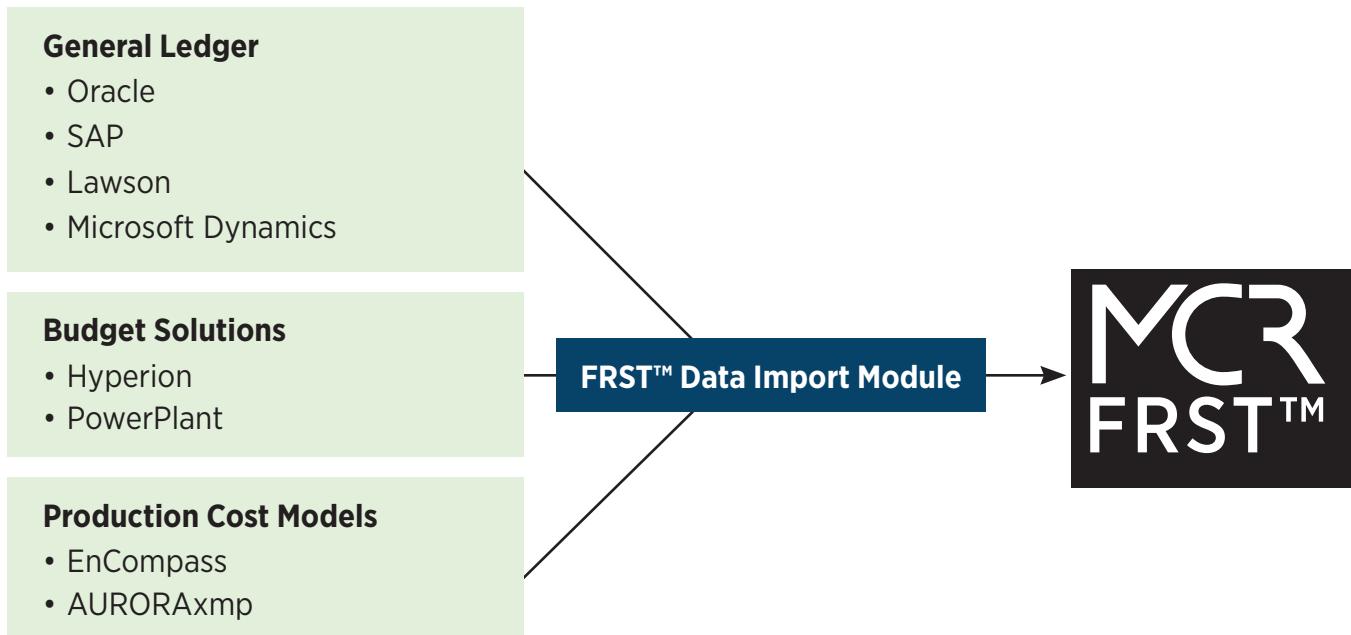 General Ledger
• Oracle
• SAP
• Lawson
• Microsoft Dynamics
Budget Solutions
• Hyperion
• PowerPlant
FRST™ Data Import Module
Production Cost Models
• EnCompass
• AURORAxmp
MCR
FRST™